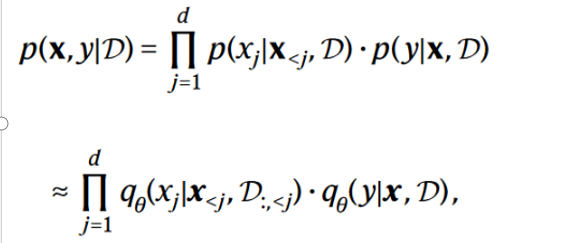 p(𝐱, y|𝒟) = ∏_{j=1}^{d} p(x_j|𝐱_{<j}, 𝒟) · p(y|𝐱, 𝒟)
≈ ∏_{j=1}^{d} q_θ(x_j|𝒙_{<j}, 𝒟_{:,<j}) · q_θ(y|𝒙, 𝒟),